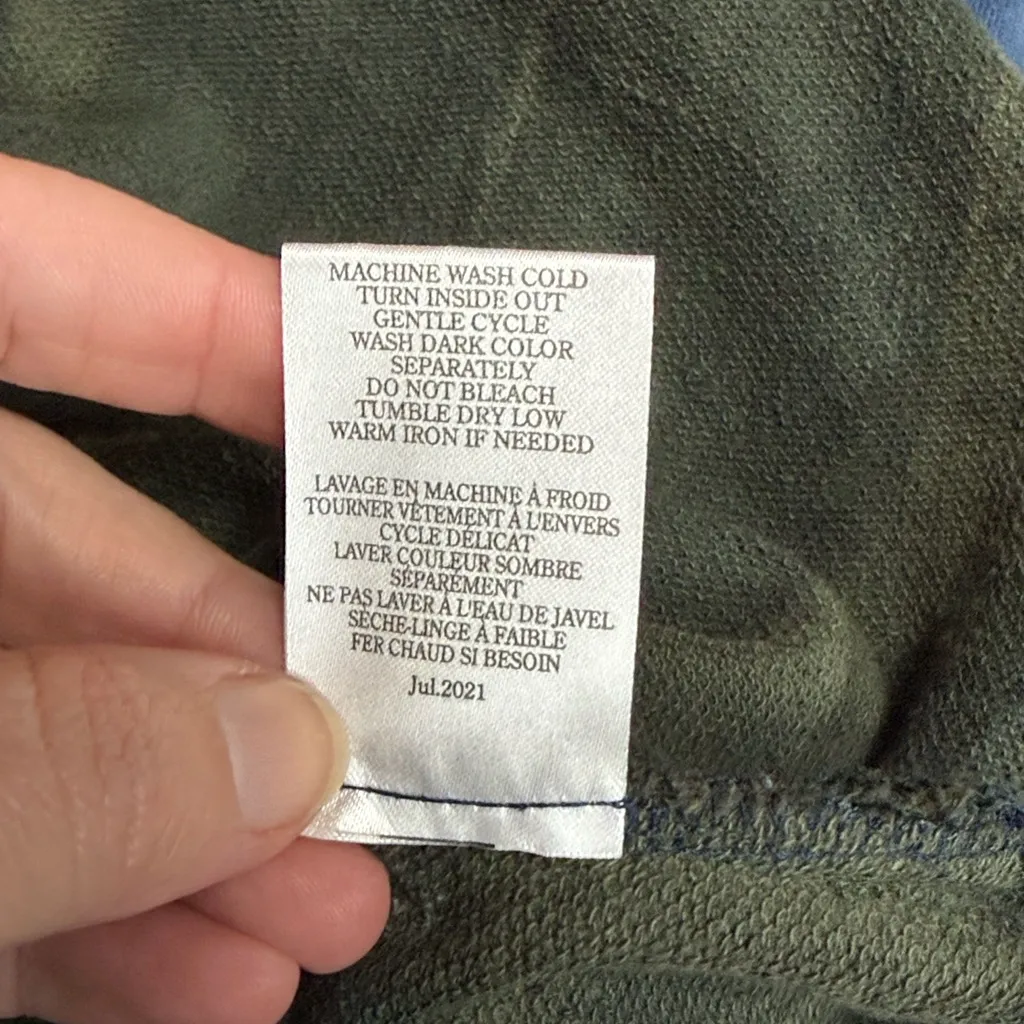 MACHINE WASH COLD
TURN INSIDE OUT
GENTLE CYCLE
WASH DARK COLOR
SEPARATELY
DO NOT BLEACH
TUMBLE DRY LOW
WARM IRON IF NEEDED
LAVAGE EN MACHINE À FROID
TOURNER VÊTEMENT À L'ENVERS
CYCLE DÉLICAT
LAVER COULEUR SOMBRE
SÉPARÉMENT
NE PAS LAVER À L'EAU DE JAVEL
SÈCHE-LINGE À FAIBLE
FER CHAUD SI BESOIN
Jul.2021